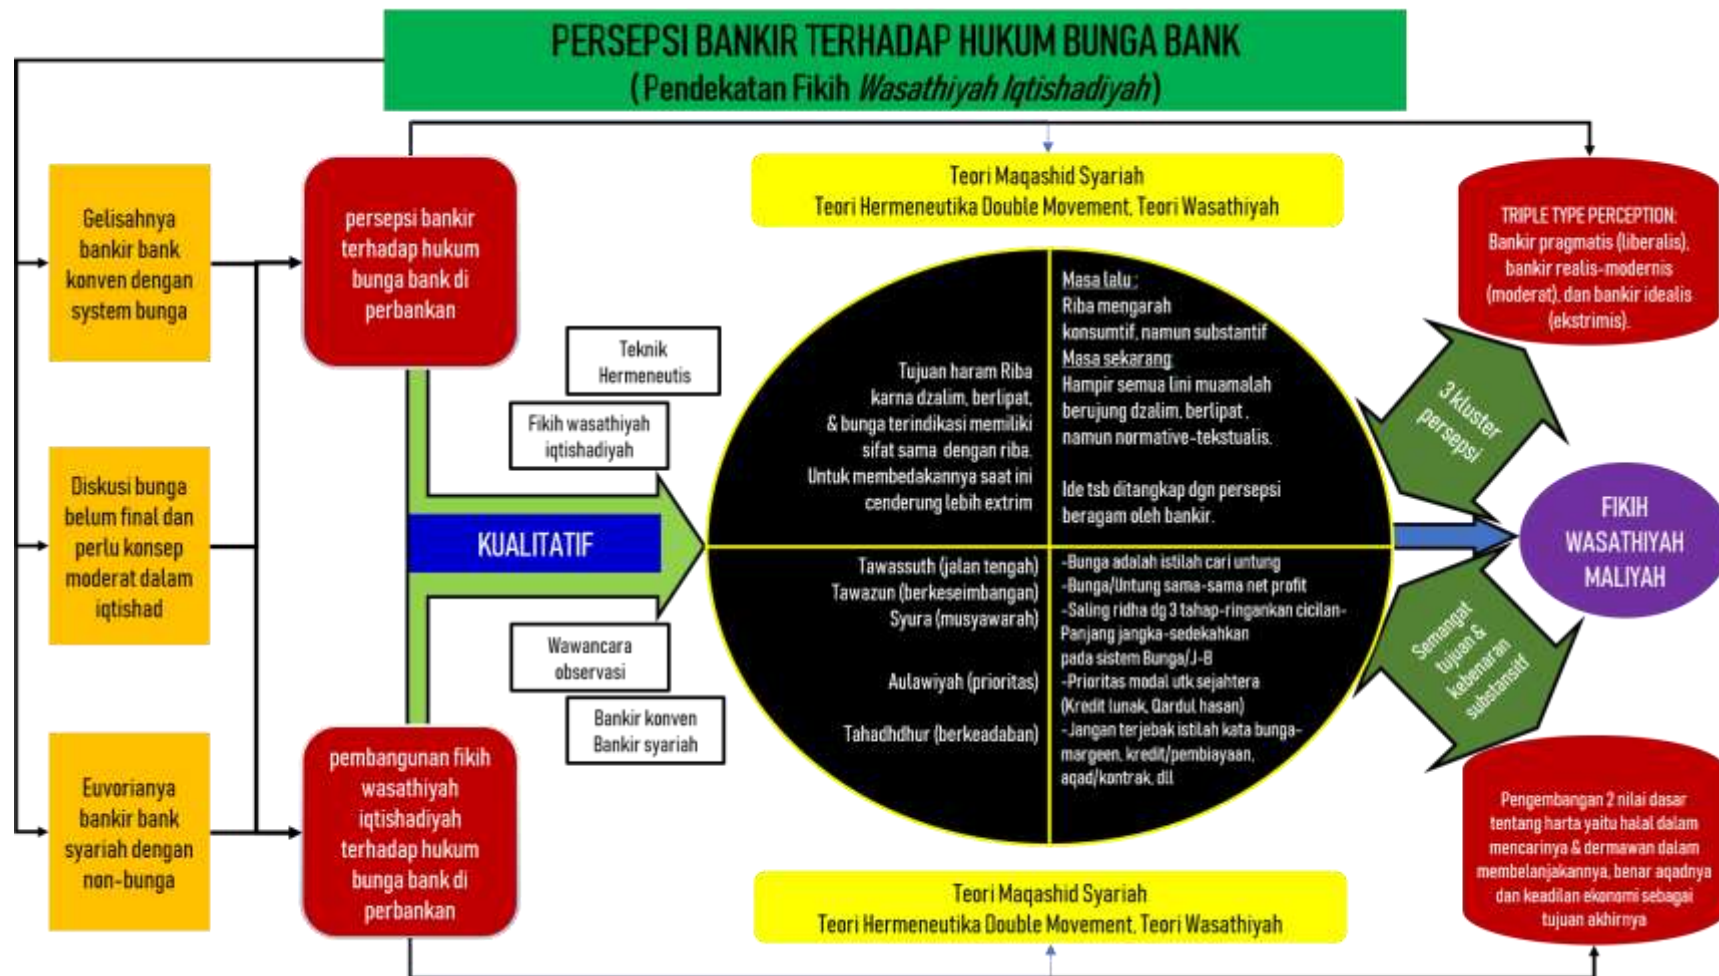 PERSEPSI BANKIR TERHADAP HUKUM BUNGA BANK
(Pendekatan Fikih Wasathiyah Iqtishadiyah)
Gelisahnya
bankir bank
konven dengan
system bunga
Diskusi bunga
belum final dan
perlu konsep
moderat dalam
iqtishad
Euvorianya
bankir bank
syariah dengan
non-bunga
persepsi bankir
terhadap hukum
bunga bank di
perbankan
pembangunan fikih
wasathiyah
iqtishadiyah
terhadap hukum
bunga bank di
perbankan
Teknik
Hermeneutis
Fikih wasathiyah
iqtishadiyah
KUALITATIF
Wawancara
observasi
Bankir konven
Bankir syariah
Teori Maqashid Syariah
Teori Hermeneutika Double Movement, Teori Wasathiyah
Tujuan haram Riba
karna dzalim, berlipat,
& bunga terindikasi memiliki
sifat sama dengan riba.
Untuk membedakannya saat ini
cenderung lebih extrim
Masa lalu :
Riba mengarah
konsumtif, namun substantif
Masa sekarang:
Hampir semua lini muamalah
berujung dzalim, berlipat ,
namun normative-tekstualis.
Ide tsb ditangkap dgn persepsi
beragam oleh bankir.
Tawassuth (jalan tengah)
Tawazun (berkeseimbangan)
Syura (musyawarah)
Aulawiyah (prioritas)
Tahadhdhur (berkeadaban)
-Bunga adalah istilah cari untung
-Bunga/Untung sama-sama net profit
-Saling ridha dg 3 tahap-ringankan cicilan-
Panjang jangka-sedekahkan
pada sistem Bunga/J-B
-Prioritas modal utk sejahtera
(Kredit lunak, Qardul hasan)
-Jangan terjebak istilah kata bunga-
margeen, kredit/pembiayaan,
aqad/kontrak, dll
Teori Maqashid Syariah
Teori Hermeneutika Double Movement, Teori Wasathiyah
TRIPLE TYPE PERCEPTION:
Bankir pragmatis (liberalis),
bankir realis-modernis
(moderat), dan bankir idealis
(ekstrimis).
3 kluster
persepsi
FIKIH
WASATHIYAH
MALIYAH
Semangat
tujuan &
kebenaran
substansitf
Pengembangan 2 nilai dasar
tentang harta yaitu halal dalam
mencarinya & dermawan dalam
membelanjakannya, benar aqadnya
dan keadilan ekonomi sebagai
tujuan akhirnya